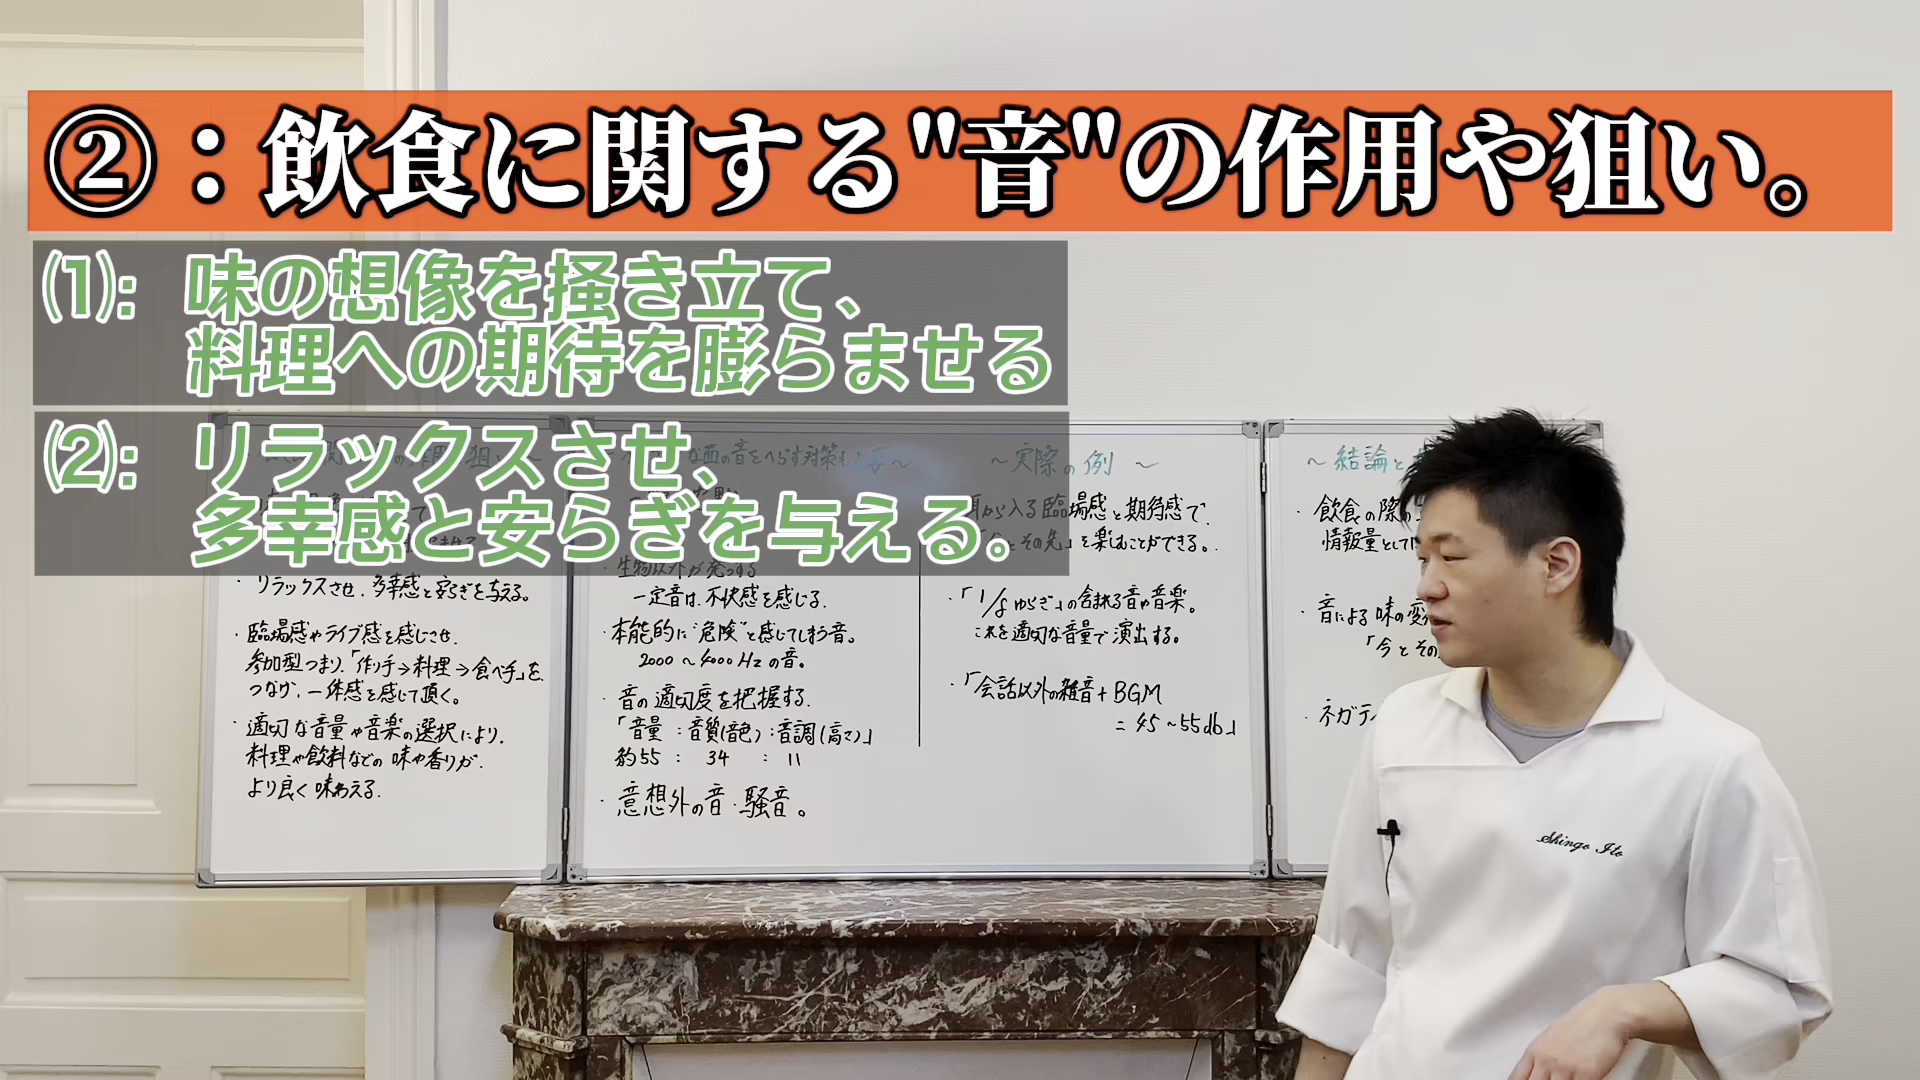 ②：飲食に関する"音"の作用や狙い。
(1): 味の想像を掻き立て、
料理への期待を膨らませる
(2): リラックスさせ、
多幸感と安らぎを与える。
・リラックスさせ、多幸感と安らぎを与える。
・臨場感やライブ感を感じさせ、
参加型つまり、「作り手→料理→食べ手」を
つなぎ、一体感を感じて頂く。
・適切な音量や音楽の選択により、
料理や飲料などの味や香りが、
より良く味わえる。
生物以外が発っする
一定音は、不快感を感じる。
・本能的に"危険"と感じてしまう音。
2000〜4000Hzの音。
・音の適切度を把握する。
「音量：音質(音色)：音調(高さ)」
約55 ： 34 ： 11
・意想外の音・騒音。
〜実際の例〜
耳から入る臨場感と期待感で、
「今とその先」を楽むことができる。
・「1/fゆらぎ」の含まれる音や音楽。
これを適切な音量で演出する。
・「会話以外の雑音+BGM
=45〜55db」
〜結論と
・飲食の際の
情報量として
・音による味の変
「今とその
・ネガティ
Shingo Ito